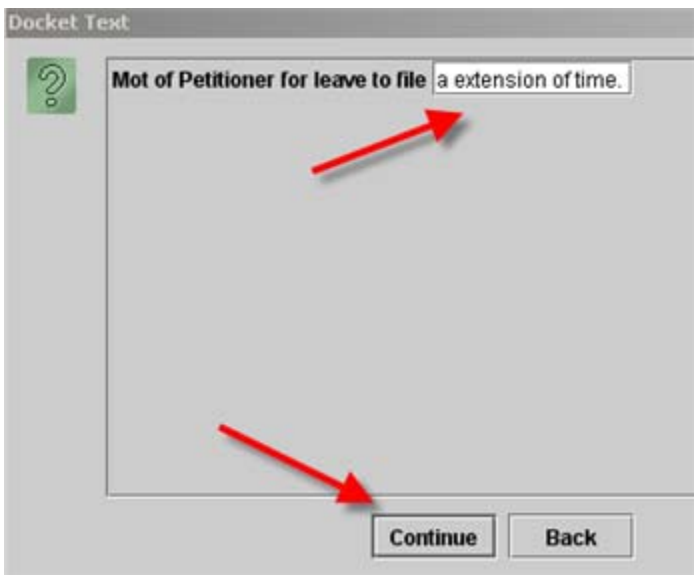 Docket Text
Mot of Petitioner for leave to file a extension of time.
Continue Back